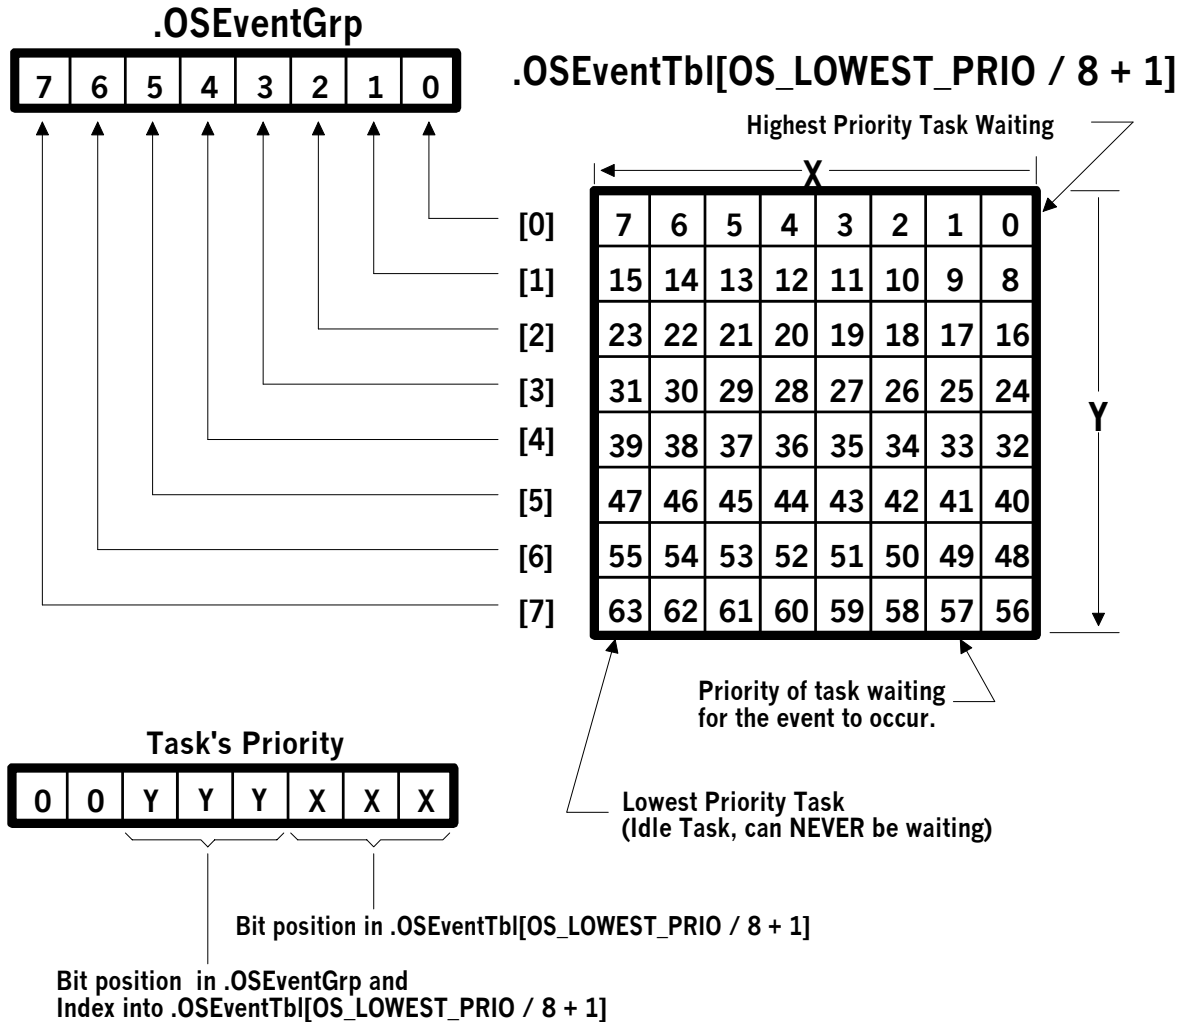 .OSEventGrp
7 6 5 4 3 2 1 0
.OSEventTbl[OS_LOWEST_PRIO / 8 + 1]
Highest Priority Task Waiting
X
[0] 7 6 5 4 3 2 1 0
[1] 15 14 13 12 11 10 9 8
[2] 23 22 21 20 19 18 17 16
[3] 31 30 29 28 27 26 25 24
[4] 39 38 37 36 35 34 33 32
[5] 47 46 45 44 43 42 41 40
[6] 55 54 53 52 51 50 49 48
[7] 63 62 61 60 59 58 57 56
Y
Priority of task waiting
for the event to occur.
Lowest Priority Task
(Idle Task, can NEVER be waiting)
Task's Priority
0 0 Y Y Y X X X
Bit position in .OSEventTbl[OS_LOWEST_PRIO / 8 + 1]
Bit position in .OSEventGrp and
Index into .OSEventTbl[OS_LOWEST_PRIO / 8 + 1]